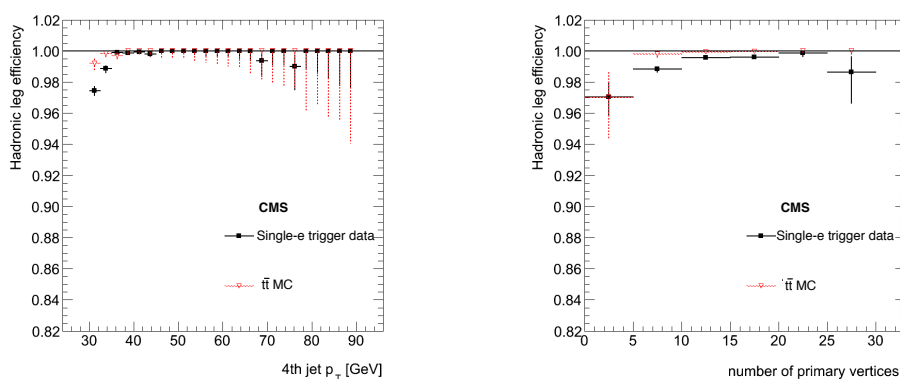 1.02
1.00
0.98
0.96
0.94
0.92
0.90
0.88
0.86
0.84
0.82
Hadronic leg efficiency
CMS
Single-e trigger data
tt̄ MC
30 40 50 60 70 80 90
4th jet p_T [GeV]
1.02
1.00
0.98
0.96
0.94
0.92
0.90
0.88
0.86
0.84
0.82
Hadronic leg efficiency
CMS
Single-e trigger data
tt̄ MC
0 5 10 15 20 25 30
number of primary vertices